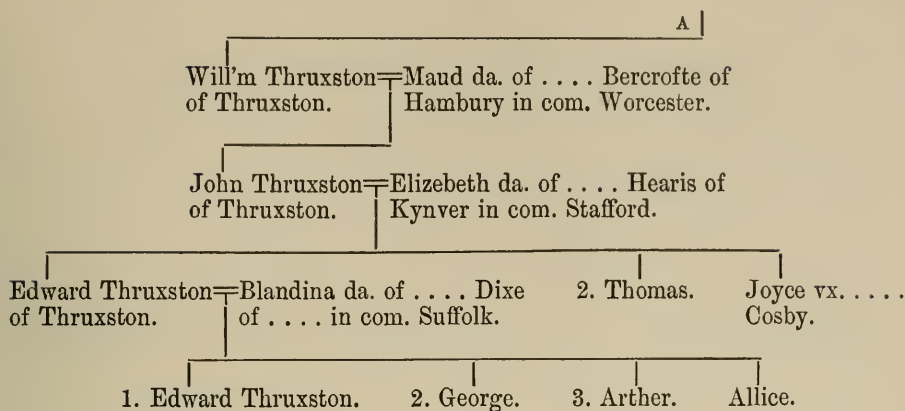 A
Will'm Thruxston=Maud da. of . . . . Bercrofte of
of Thruxston. Hambury in com. Worcester.
John Thruxston=Elizebeth da. of . . . . Hearis of
of Thruxston. Kynver in com. Stafford.
Edward Thruxston=Blandina da. of . . . . Dixe 2. Thomas. Joyce vx. . . . .
of Thruxston. of . . . . in com. Suffolk. Cosby.
1. Edward Thruxston. 2. George. 3. Arther. Allice.